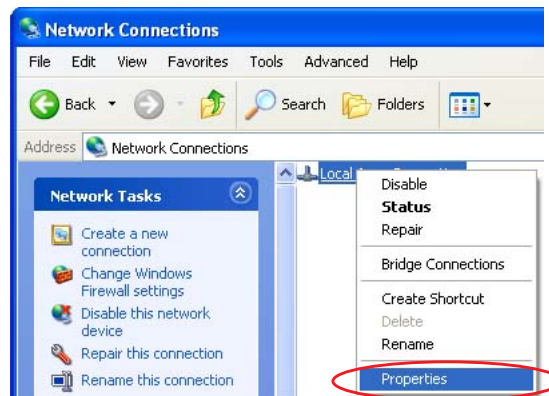 Network Connections
File Edit View Favorites Tools Advanced Help
Back Search Folders
Address Network Connections
Network Tasks
Create a new
connection
Change Windows
Firewall settings
Disable this network
device
Repair this connection
Rename this connection
Local
Disable
Status
Repair
Bridge Connections
Create Shortcut
Delete
Rename
Properties